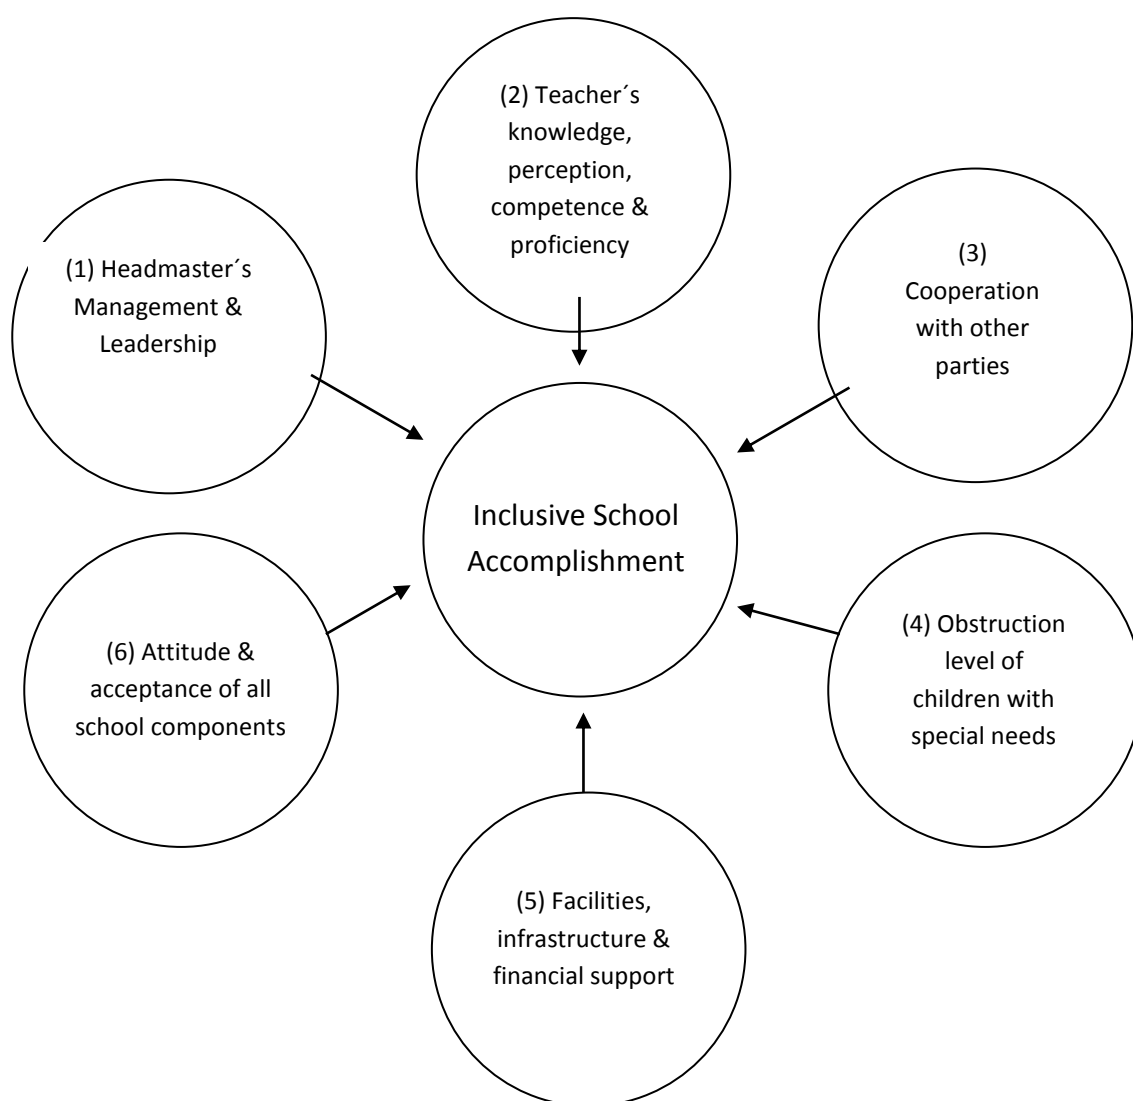 (1) Headmaster´s
Management &
Leadership
(2) Teacher´s
knowledge,
perception,
competence &
proficiency
(3)
Cooperation
with other
parties
(4) Obstruction
level of
children with
special needs
(5) Facilities,
infrastructure &
financial support
(6) Attitude &
acceptance of all
school components
Inclusive School
Accomplishment